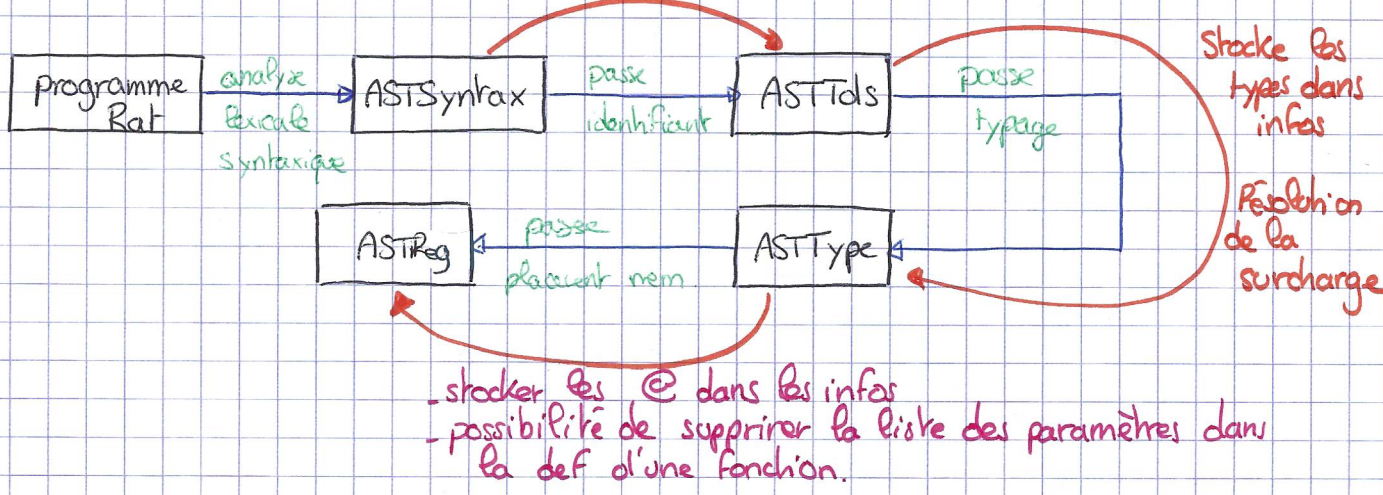 programme
Rat
analyse
lexicale
syntaxique
ASTSyntax
passe
identifiant
ASTTds
passe
typage
Stocke les
types dans
infos
Résolution
de la
surcharge
ASTType
passe
placement mem.
ASTReg
- stocker les @ dans les infos
- possibilité de supprirer la liste des paramètres dans
la def d'une fonction.